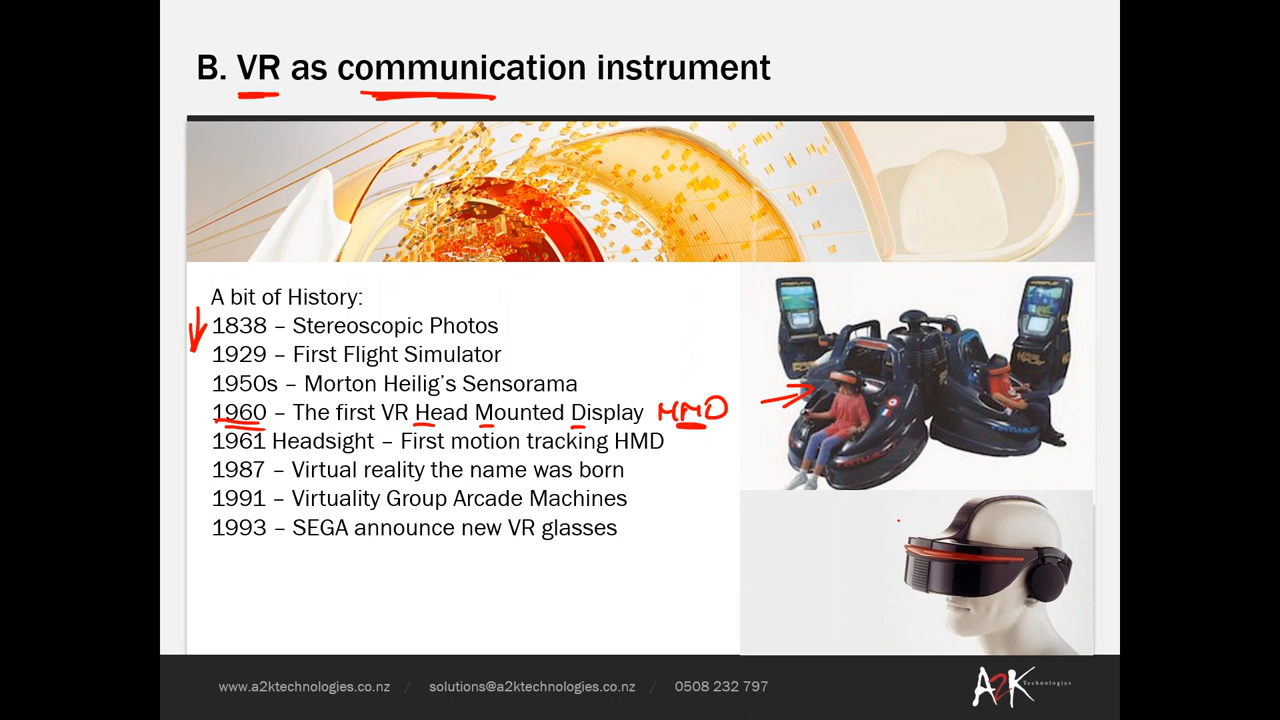 B. VR as communication instrument
A bit of History:
1838 – Stereoscopic Photos
1929 – First Flight Simulator
1950s – Morton Heilig’s Sensorama
1960 – The first VR Head Mounted Display HMD
1961 Headsight – First motion tracking HMD
1987 – Virtual reality the name was born
1991 – Virtuality Group Arcade Machines
1993 – SEGA announce new VR glasses
www.a2ktechnologies.co.nz / solutions@a2ktechnologies.co.nz / 0508 232 797
A2K Technologies